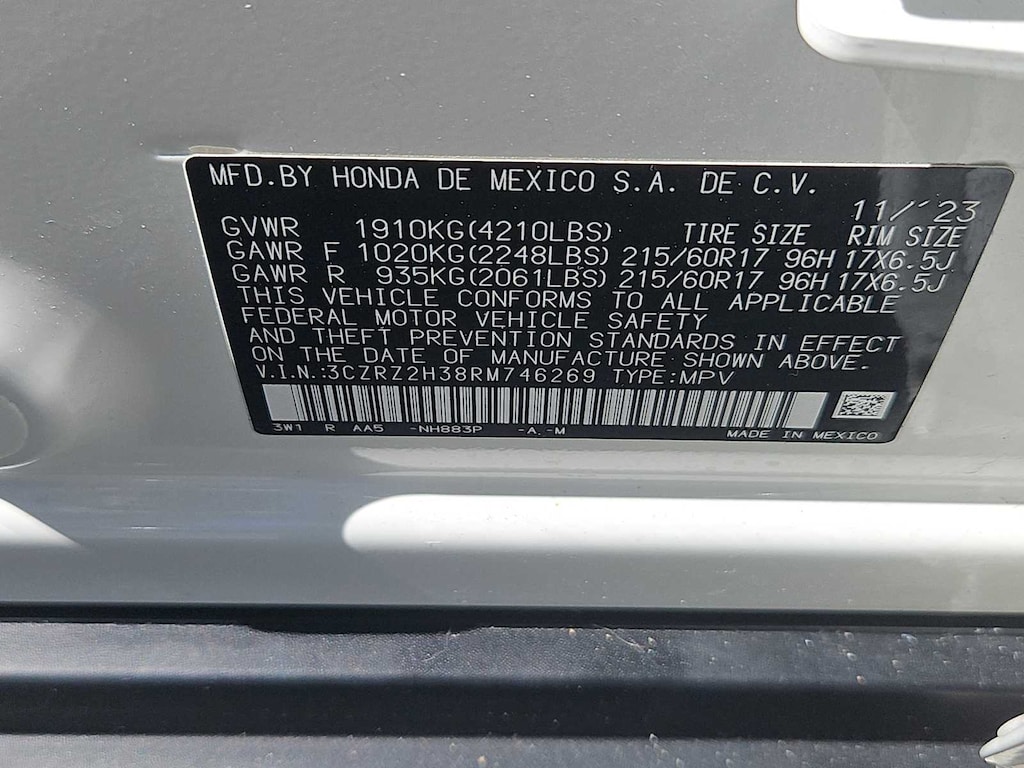 MFD.BY HONDA DE MEXICO S.A. DE C.V.
11/'23
GVWR 1910KG(4210LBS) TIRE SIZE RIM SIZE
GAWR F 1020KG(2248LBS) 215/60R17 96H 17X6.5J
GAWR R 935KG(2061LBS) 215/60R17 96H 17X6.5J
THIS VEHICLE CONFORMS TO ALL APPLICABLE
FEDERAL MOTOR VEHICLE SAFETY
AND THEFT PREVENTION STANDARDS IN EFFECT
ON THE DATE OF MANUFACTURE SHOWN ABOVE.
V.I.N.:3CZRZ2H38RM746269 TYPE:MPV
3W1 R AA5 -NH883P -A.-M
MADE IN MEXICO